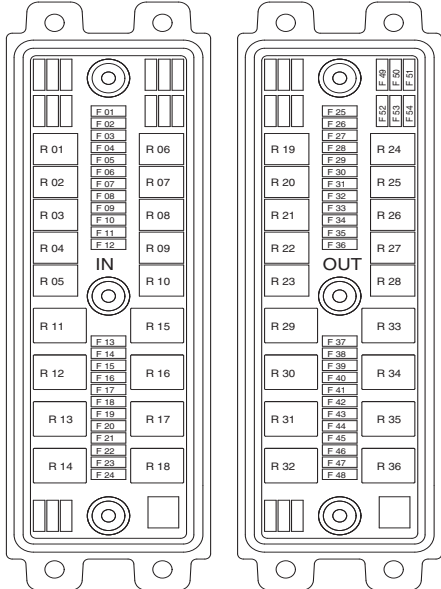 F 01
F 02
F 03
R 01 F 04 R 06
F 05
F 06
R 02 F 07 R 07
F 08
R 03 F 09 R 08
F 10
F 11
R 04 F 12 R 09
IN
R 05 R 10
R 11 F 13 R 15
F 14
F 15
R 12 F 16 R 16
F 17
F 18
R 13 F 19 R 17
F 20
F 21
F 22
R 14 F 23 R 18
F 24
F 49 F 50 F 51
F 52 F 53 F 54
F 25
F 26
F 27
R 19 F 28 R 24
F 29
F 30
R 20 F 31 R 25
F 32
R 21 F 33 R 26
F 34
F 35
R 22 F 36 R 27
OUT
R 23 R 28
R 29 F 37 R 33
F 38
F 39
R 30 F 40 R 34
F 41
F 42
R 31 F 43 R 35
F 44
F 45
F 46
R 32 F 47 R 36
F 48